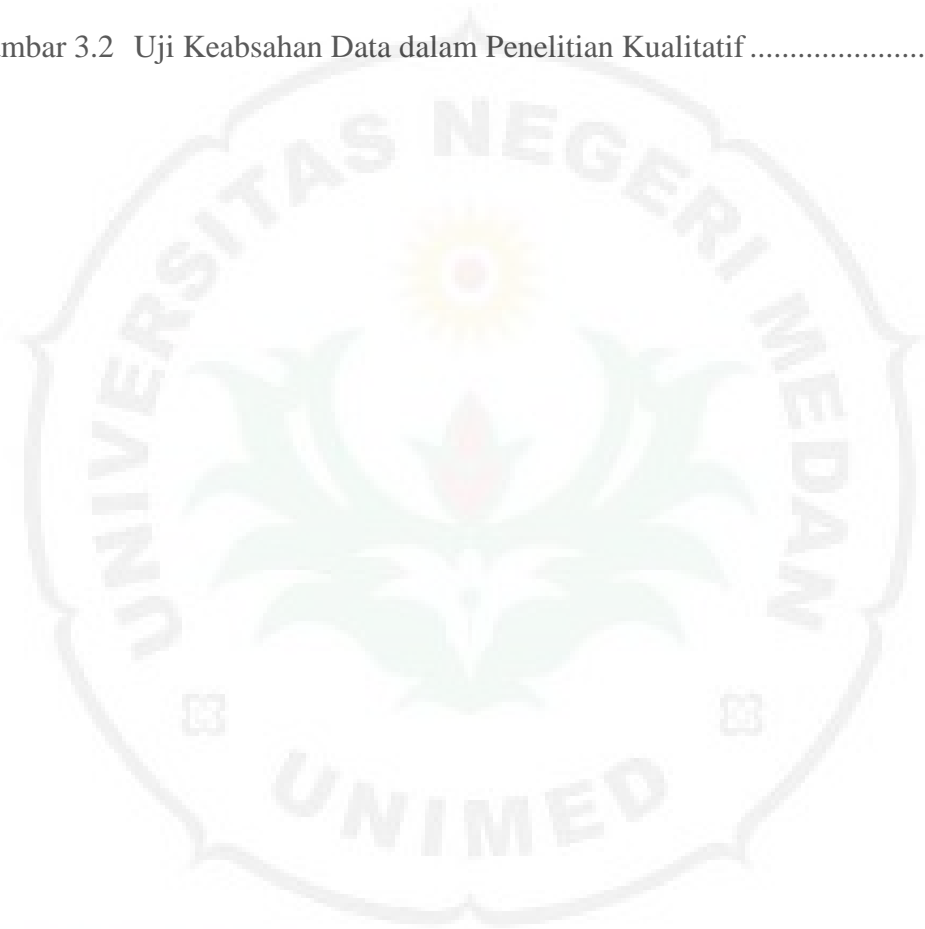 mbar 3.2 Uji Keabsahan Data dalam Penelitian Kualitatif ......................
UNIVERSITAS NEGERI MEDAN
UNIMED